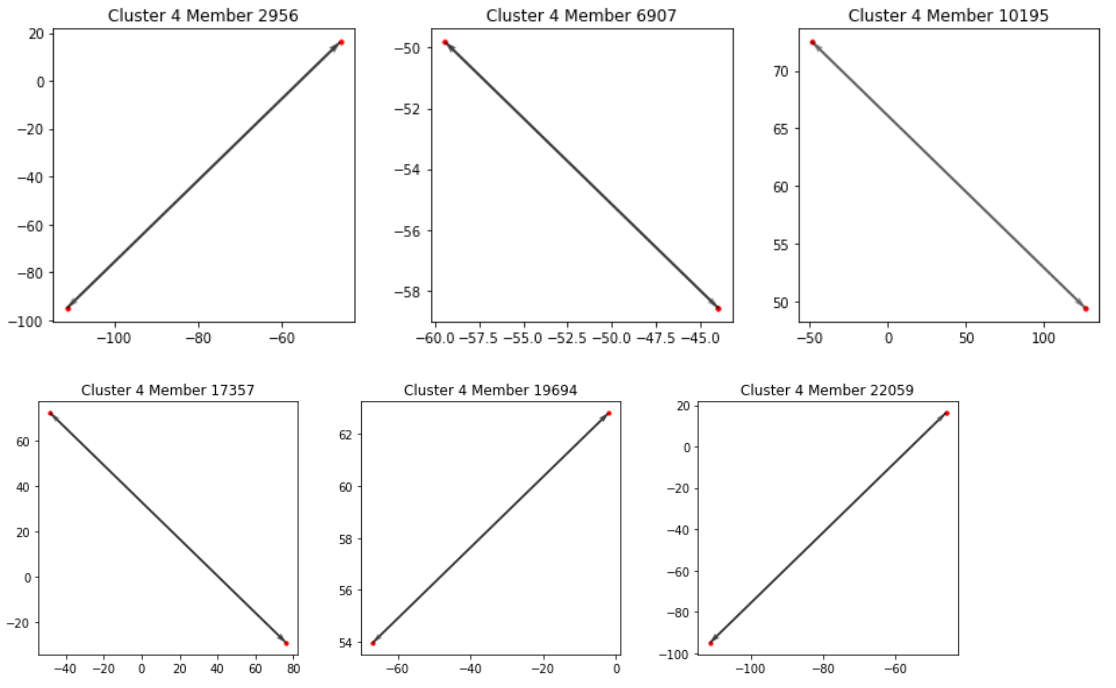 Cluster 4 Member 2956
20
0
−20
−40
−60
−80
−100
−100 −80 −60
Cluster 4 Member 6907
−50
−52
−54
−56
−58
−60.0 −57.5 −55.0 −52.5 −50.0 −47.5 −45.0
Cluster 4 Member 10195
70
65
60
55
50
−50 0 50 100
Cluster 4 Member 17357
60
40
20
0
−20
−40 −20 0 20 40 60 80
Cluster 4 Member 19694
62
60
58
56
54
−60 −40 −20 0
Cluster 4 Member 22059
20
0
−20
−40
−60
−80
−100
−100 −80 −60